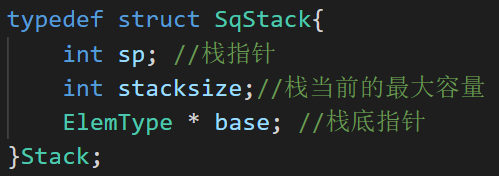 typedef struct SqStack{
    int sp; //栈指针
    int stacksize;//栈当前的最大容量
    ElemType * base; //栈底指针
}Stack;